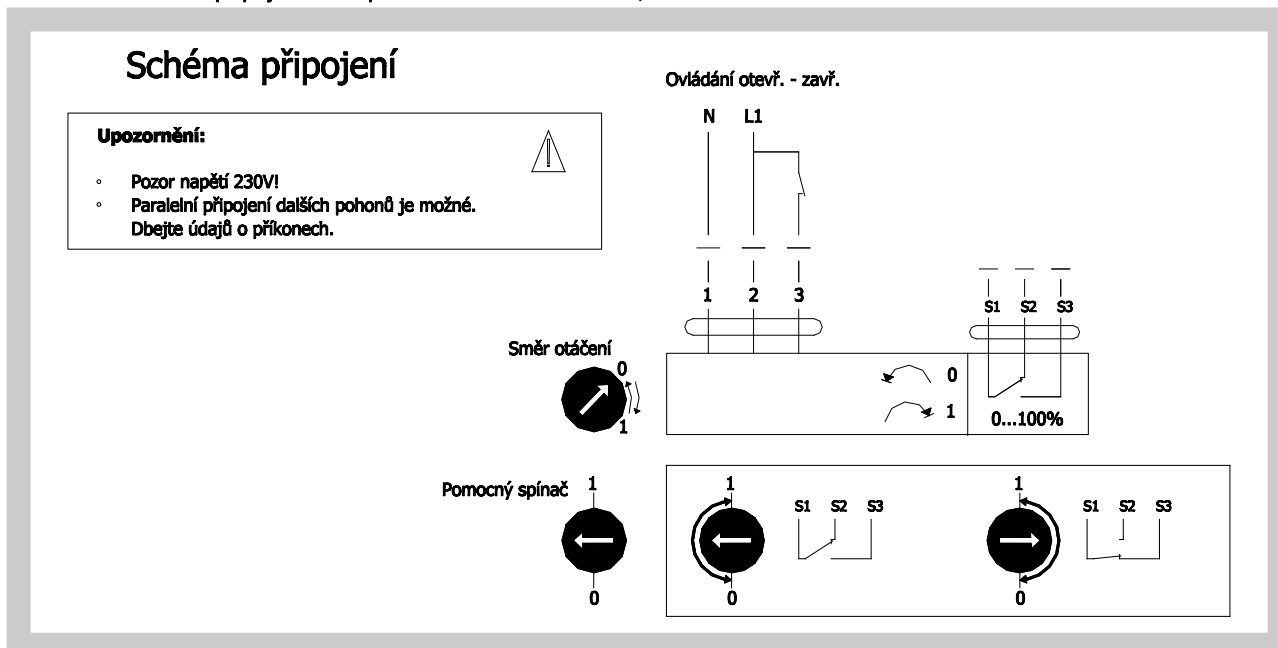 Schéma připojení
Upozornění:
◦ Pozor napětí 230V!
◦ Paralelní připojení dalších pohonů je možné.
Dbejte údajů o příkonech.
Ovládání otevř. - zavř.
N L1
1 2 3
S1 S2 S3
Směr otáčení
0
1
0
1
0...100%
Pomocný spínač
1
0
1
0
S1 S2 S3
1
0
S1 S2 S3